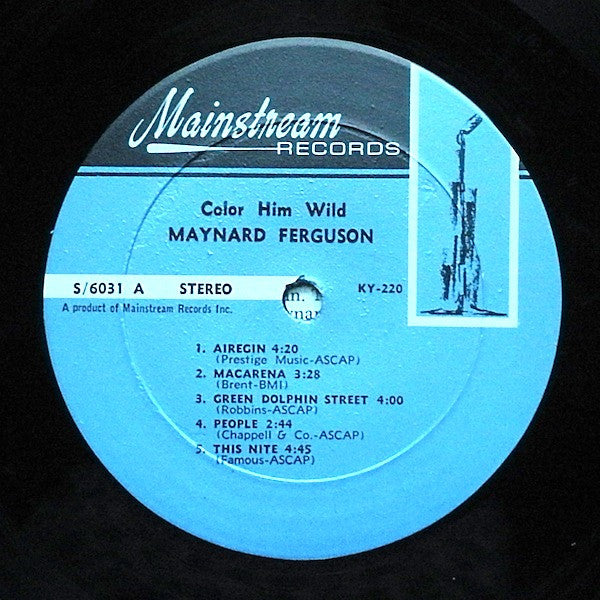 Mainstream
RECORDS
Color Him Wild
MAYNARD FERGUSON
S/6031 A STEREO KY-220
A product of Mainstream Records Inc.
1. AIREGIN 4:20
(Prestige Music-ASCAP)
2. MACARENA 3:28
(Brent-BMI)
3. GREEN DOLPHIN STREET 4:00
(Robbins-ASCAP)
4. PEOPLE 2:44
(Chappell & Co.-ASCAP)
5. THIS NITE 4:45
(Famous-ASCAP)